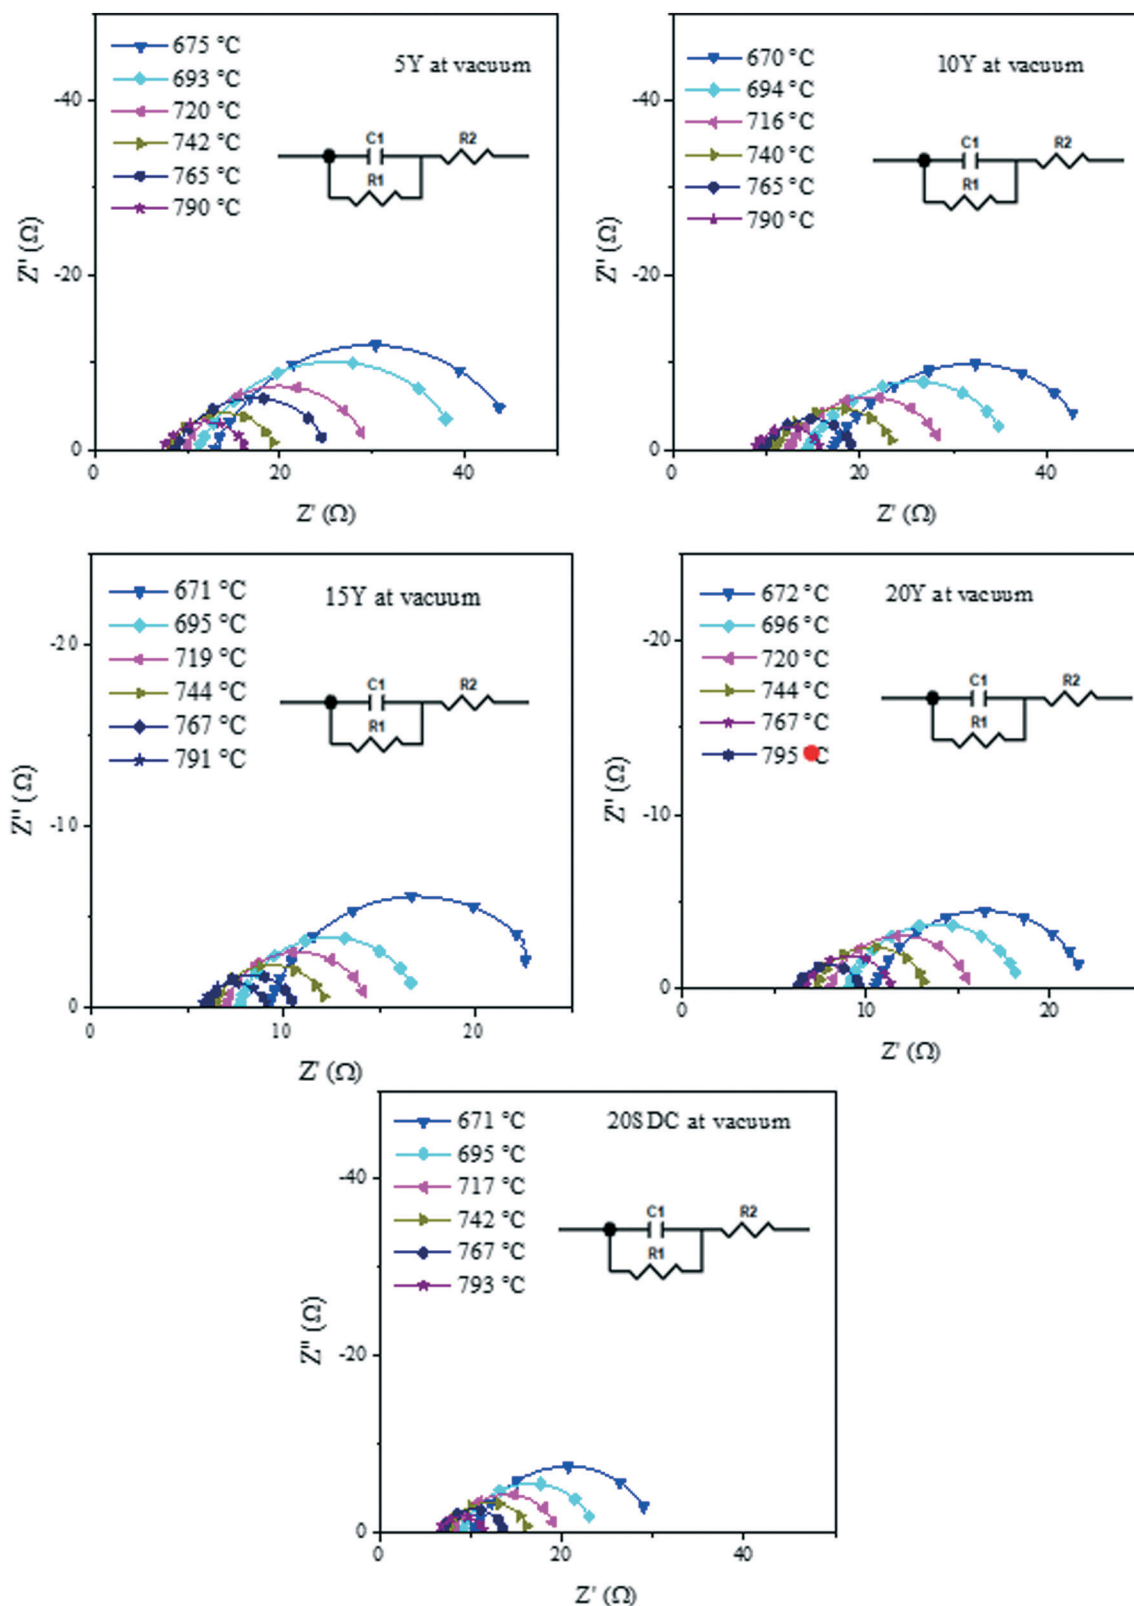 5Y at vacuum
675 °C
693 °C
720 °C
742 °C
765 °C
790 °C
C1
R2
R1
-40
-20
0
0 20 40
Z'' (Ω)
Z' (Ω)
10Y at vacuum
670 °C
694 °C
716 °C
740 °C
765 °C
790 °C
C1
R2
R1
-40
-20
0
0 20 40
Z'' (Ω)
Z' (Ω)
15Y at vacuum
671 °C
695 °C
719 °C
744 °C
767 °C
791 °C
C1
R2
R1
-20
-10
0
0 10 20
Z'' (Ω)
Z' (Ω)
20Y at vacuum
672 °C
696 °C
720 °C
744 °C
767 °C
795 °C
C1
R2
R1
-20
-10
0
0 10 20
Z'' (Ω)
Z' (Ω)
20SDC at vacuum
671 °C
695 °C
717 °C
742 °C
767 °C
793 °C
C1
R2
R1
-40
-20
0
0 20 40
Z'' (Ω)
Z' (Ω)